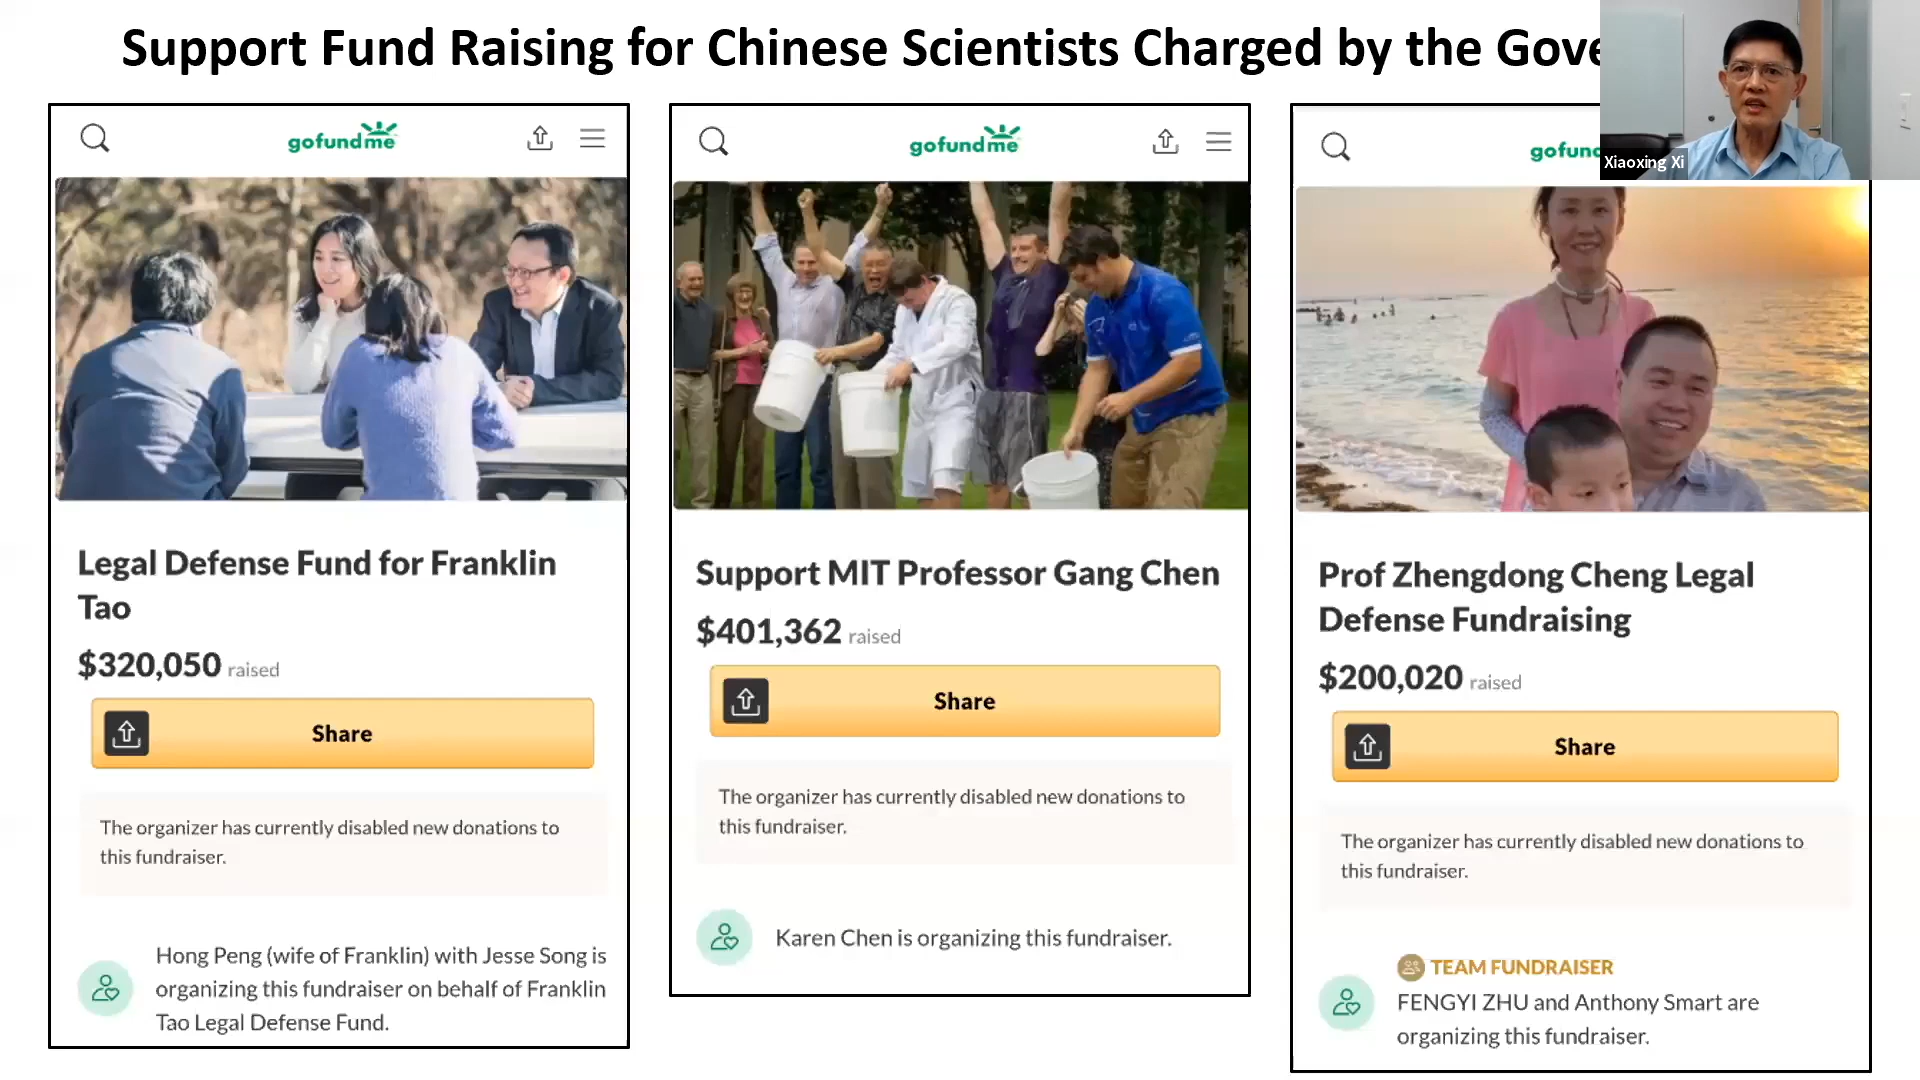 Support Fund Raising for Chinese Scientists Charged by the Gove
Xiaoxing Xi
gofundme
Legal Defense Fund for Franklin
Tao
$320,050 raised
Share
The organizer has currently disabled new donations to
this fundraiser.
Hong Peng (wife of Franklin) with Jesse Song is
organizing this fundraiser on behalf of Franklin
Tao Legal Defense Fund.
gofundme
Support MIT Professor Gang Chen
$401,362 raised
Share
The organizer has currently disabled new donations to
this fundraiser.
Karen Chen is organizing this fundraiser.
gofund
Prof Zhengdong Cheng Legal
Defense Fundraising
$200,020 raised
Share
The organizer has currently disabled new donations to
this fundraiser.
TEAM FUNDRAISER
FENGYI ZHU and Anthony Smart are
organizing this fundraiser.